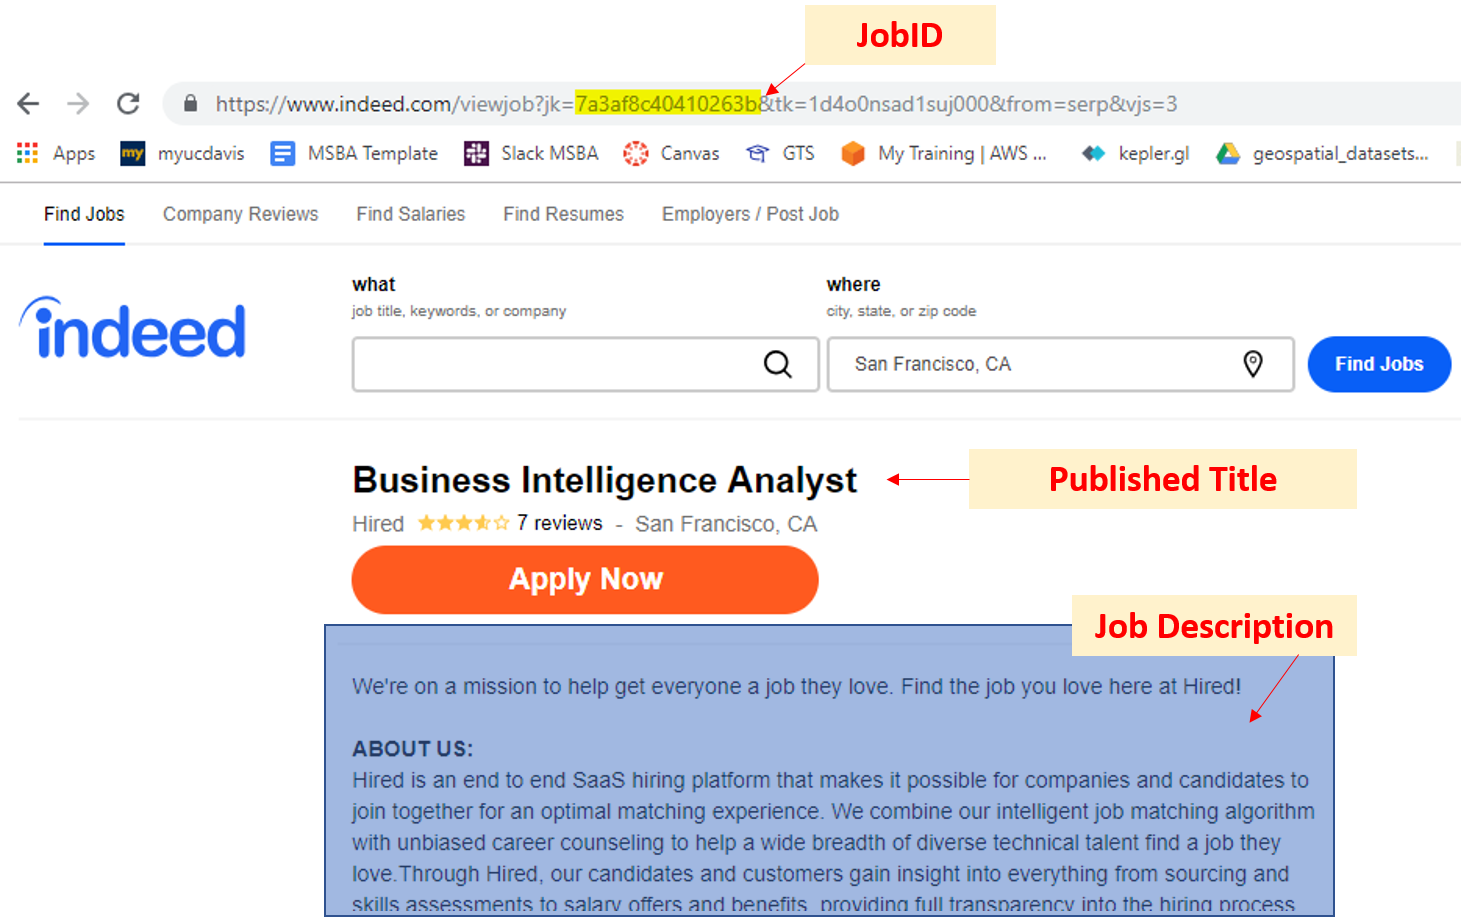 JobID
https://www.indeed.com/viewjob?jk=7a3af8c40410263b&tk=1d4o0nsad1suj000&from=serp&vjs=3
Apps my myucdavis MSBA Template Slack MSBA Canvas GTS My Training | AWS ... kepler.gl geospatial_datasets...
Find Jobs Company Reviews Find Salaries Find Resumes Employers / Post Job
what where
job title, keywords, or company city, state, or zip code
indeed
San Francisco, CA Find Jobs
Business Intelligence Analyst Published Title
Hired 7 reviews - San Francisco, CA
Apply Now
Job Description
We're on a mission to help get everyone a job they love. Find the job you love here at Hired!
ABOUT US:
Hired is an end to end SaaS hiring platform that makes it possible for companies and candidates to
join together for an optimal matching experience. We combine our intelligent job matching algorithm
with unbiased career counseling to help a wide breadth of diverse technical talent find a job they
love.Through Hired, our candidates and customers gain insight into everything from sourcing and
skills assessments to salary offers and benefits, providing full transparency into the hiring process